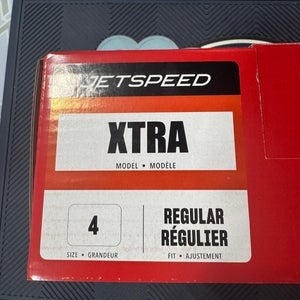 JETSPEED
XTRA
MODEL • MODÈLE
4
SIZE • GRANDEUR
REGULAR
RÉGULIER
FIT • AJUSTEMENT